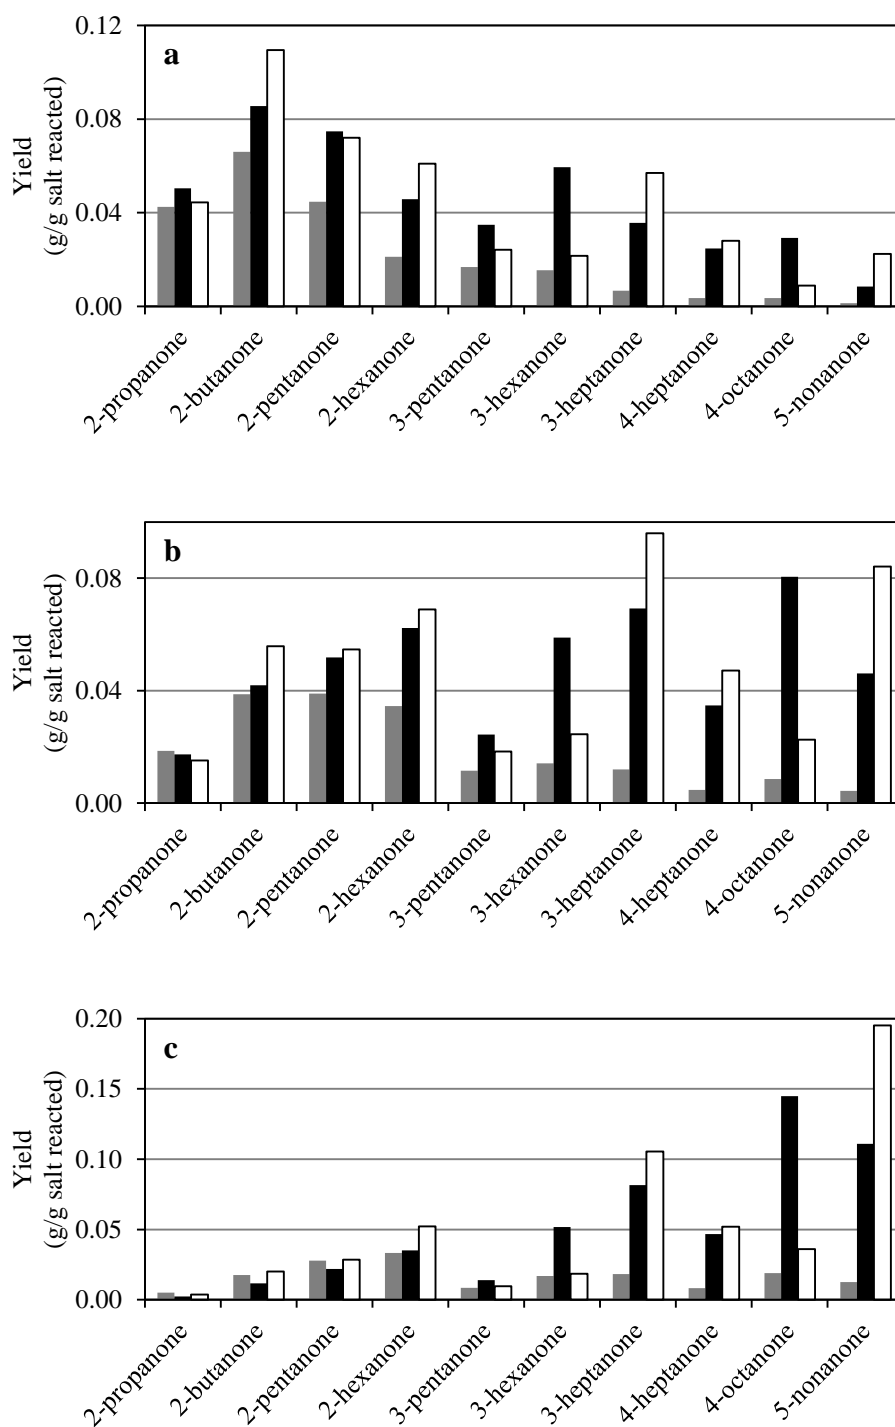 a
Yield
(g/g salt reacted)
0.12
0.08
0.04
0.00
2-propanone
2-butanone
2-pentanone
2-hexanone
3-pentanone
3-hexanone
3-heptanone
4-heptanone
4-octanone
5-nonanone
b
Yield
(g/g salt reacted)
0.08
0.04
0.00
2-propanone
2-butanone
2-pentanone
2-hexanone
3-pentanone
3-hexanone
3-heptanone
4-heptanone
4-octanone
5-nonanone
c
Yield
(g/g salt reacted)
0.20
0.15
0.10
0.05
0.00
2-propanone
2-butanone
2-pentanone
2-hexanone
3-pentanone
3-hexanone
3-heptanone
4-heptanone
4-octanone
5-nonanone